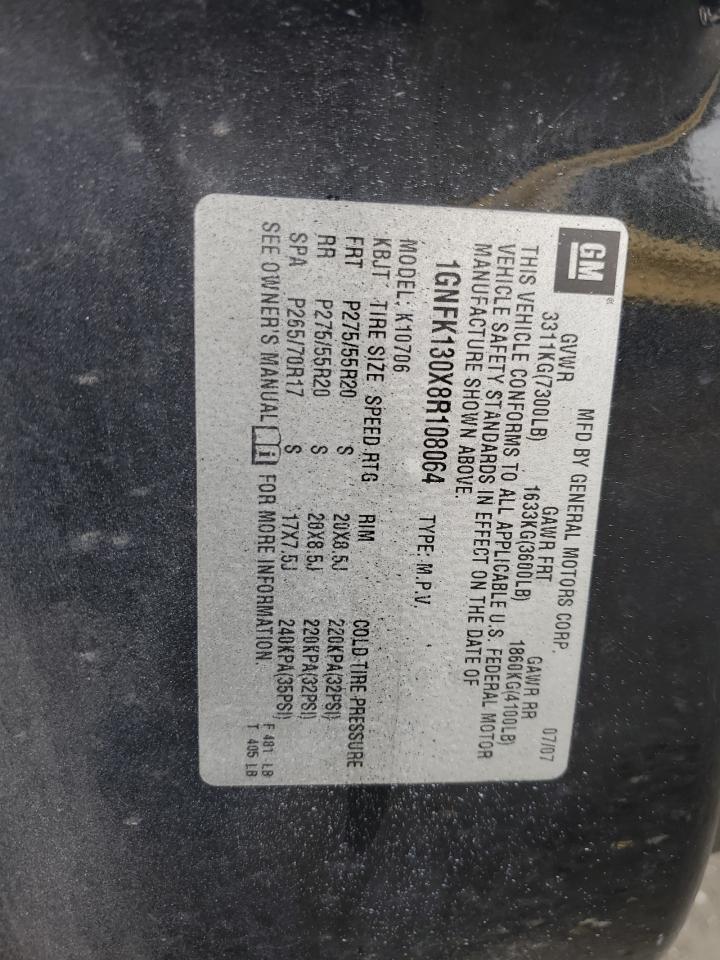 GM
MFD BY GENERAL MOTORS CORP. 07/07
GVWR GAWR FRT GAWR RR
3311KG(7300LB) 1633KG(3600LB) 1860KG(4100LB)
THIS VEHICLE CONFORMS TO ALL APPLICABLE U.S. FEDERAL MOTOR
VEHICLE SAFETY STANDARDS IN EFFECT ON THE DATE OF
MANUFACTURE SHOWN ABOVE.
1GNFK130X8R108064 TYPE: M.P.V.
MODEL: K10706
KBJT TIRE SIZE SPEED RTG RIM COLD TIRE PRESSURE
FRT P275/55R20 S 20X8.5J 220KPA(32PSI)
RR P275/55R20 S 20X8.5J 220KPA(32PSI)
SPA P265/70R17 S 17X7.5J 240KPA(35PSI)
SEE OWNER'S MANUAL i FOR MORE INFORMATION.
F 481 LB
T 405 LB